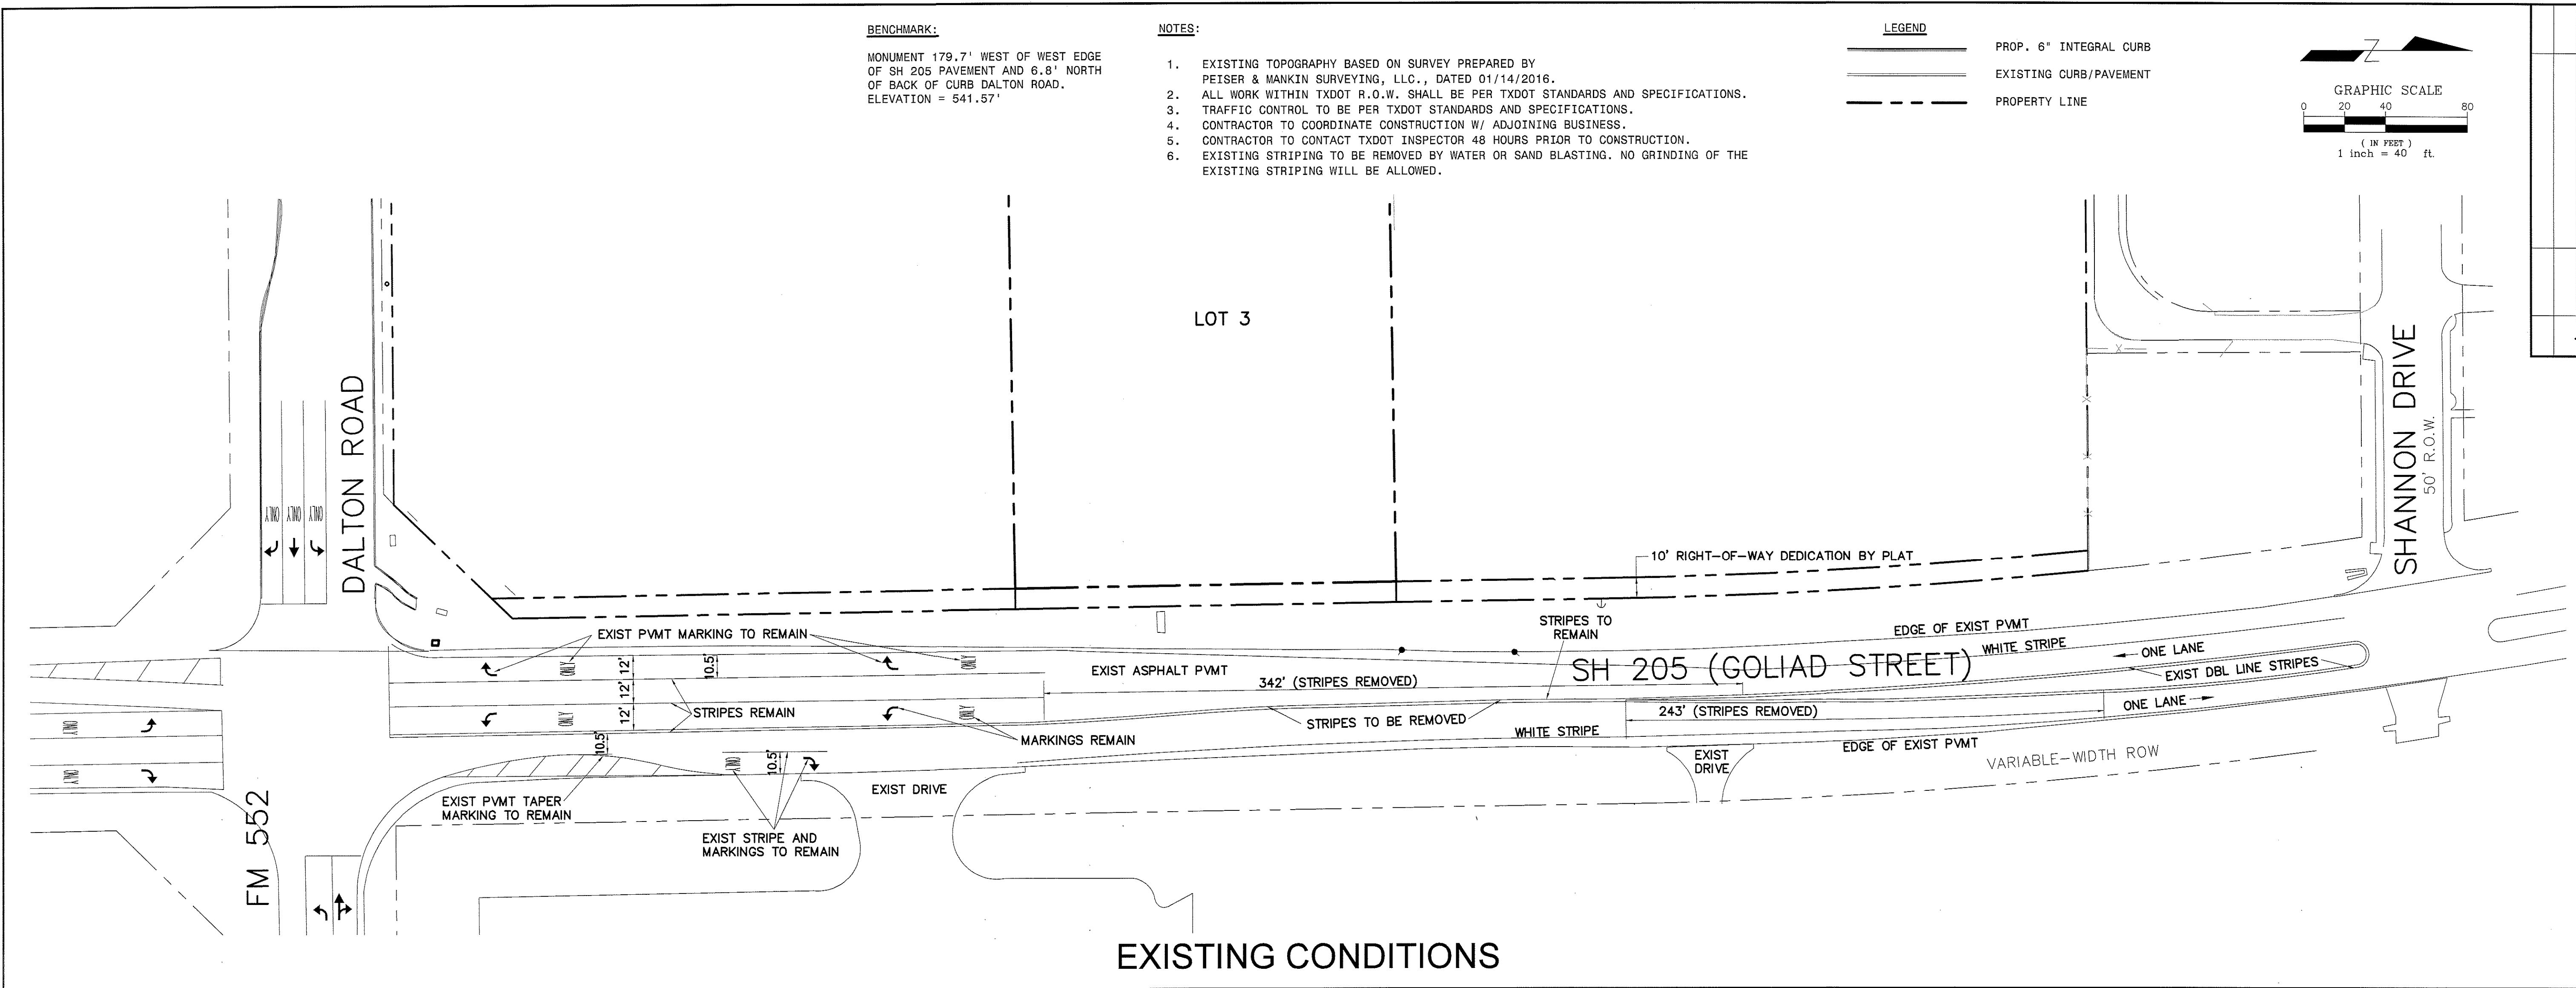 BENCHMARK:
MONUMENT 179.7' WEST OF WEST EDGE
OF SH 205 PAVEMENT AND 6.8' NORTH
OF BACK OF CURB DALTON ROAD.
ELEVATION = 541.57'
NOTES:
1. EXISTING TOPOGRAPHY BASED ON SURVEY PREPARED BY
PEISER & MANKIN SURVEYING, LLC., DATED 01/14/2016.
2. ALL WORK WITHIN TXDOT R.O.W. SHALL BE PER TXDOT STANDARDS AND SPECIFICATIONS.
3. TRAFFIC CONTROL TO BE PER TXDOT STANDARDS AND SPECIFICATIONS.
4. CONTRACTOR TO COORDINATE CONSTRUCTION W/ ADJOINING BUSINESS.
5. CONTRACTOR TO CONTACT TXDOT INSPECTOR 48 HOURS PRIOR TO CONSTRUCTION.
6. EXISTING STRIPING TO BE REMOVED BY WATER OR SAND BLASTING. NO GRINDING OF THE
EXISTING STRIPING WILL BE ALLOWED.
LEGEND
PROP. 6" INTEGRAL CURB
EXISTING CURB/PAVEMENT
PROPERTY LINE
Z
GRAPHIC SCALE
0 20 40 80
( IN FEET )
1 inch = 40 ft.
LOT 3
DALTON ROAD
ONLY
ONLY
ONLY
SHANNON DRIVE
50' R.O.W.
10' RIGHT-OF-WAY DEDICATION BY PLAT
STRIPES TO
REMAIN
EDGE OF EXIST PVMT
WHITE STRIPE
ONE LANE
EXIST DBL LINE STRIPES
ONE LANE
SH 205 (GOLIAD STREET)
EXIST PVMT MARKING TO REMAIN
ONLY
12'
10.5'
ONLY
EXIST ASPHALT PVMT
342' (STRIPES REMOVED)
12'
12'
ONLY
STRIPES REMAIN
ONLY
MARKINGS REMAIN
STRIPES TO BE REMOVED
243' (STRIPES REMOVED)
WHITE STRIPE
EDGE OF EXIST PVMT
EXIST
DRIVE
VARIABLE-WIDTH ROW
ONLY
ONLY
10.5'
ONLY
10.5'
EXIST DRIVE
EXIST PVMT TAPER
MARKING TO REMAIN
EXIST STRIPE AND
MARKINGS TO REMAIN
FM 552
EXISTING CONDITIONS